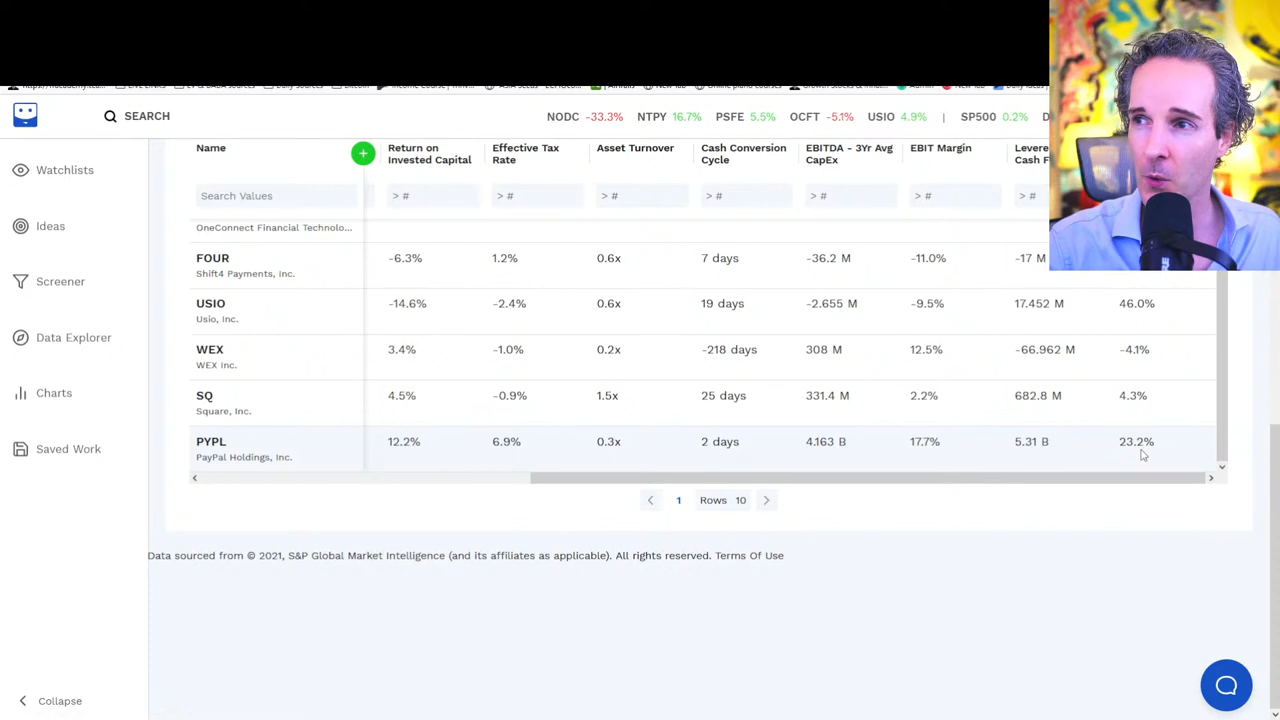 SEARCH
NODC -33.3% NTPY 16.7% PSFE 5.5% OCFT -5.1% USIO 4.9% | SP500 0.2% D
Watchlists
Ideas
Screener
Data Explorer
Charts
Saved Work
Collapse
Name + Return on Invested Capital Effective Tax Rate Asset Turnover Cash Conversion Cycle EBITDA - 3Yr Avg CapEx EBIT Margin Levere
Cash F
Search Values > # > # > # > # > # > # > #
OneConnect Financial Technolo...
FOUR -6.3% 1.2% 0.6x 7 days -36.2 M -11.0% -17 M
Shift4 Payments, Inc.
USIO -14.6% -2.4% 0.6x 19 days -2.655 M -9.5% 17.452 M 46.0%
Usio, Inc.
WEX 3.4% -1.0% 0.2x -218 days 308 M 12.5% -66.962 M -4.1%
WEX Inc.
SQ 4.5% -0.9% 1.5x 25 days 331.4 M 2.2% 682.8 M 4.3%
Square, Inc.
PYPL 12.2% 6.9% 0.3x 2 days 4.163 B 17.7% 5.31 B 23.2%
PayPal Holdings, Inc.
1 Rows 10
Data sourced from © 2021, S&P Global Market Intelligence (and its affiliates as applicable). All rights reserved. Terms Of Use